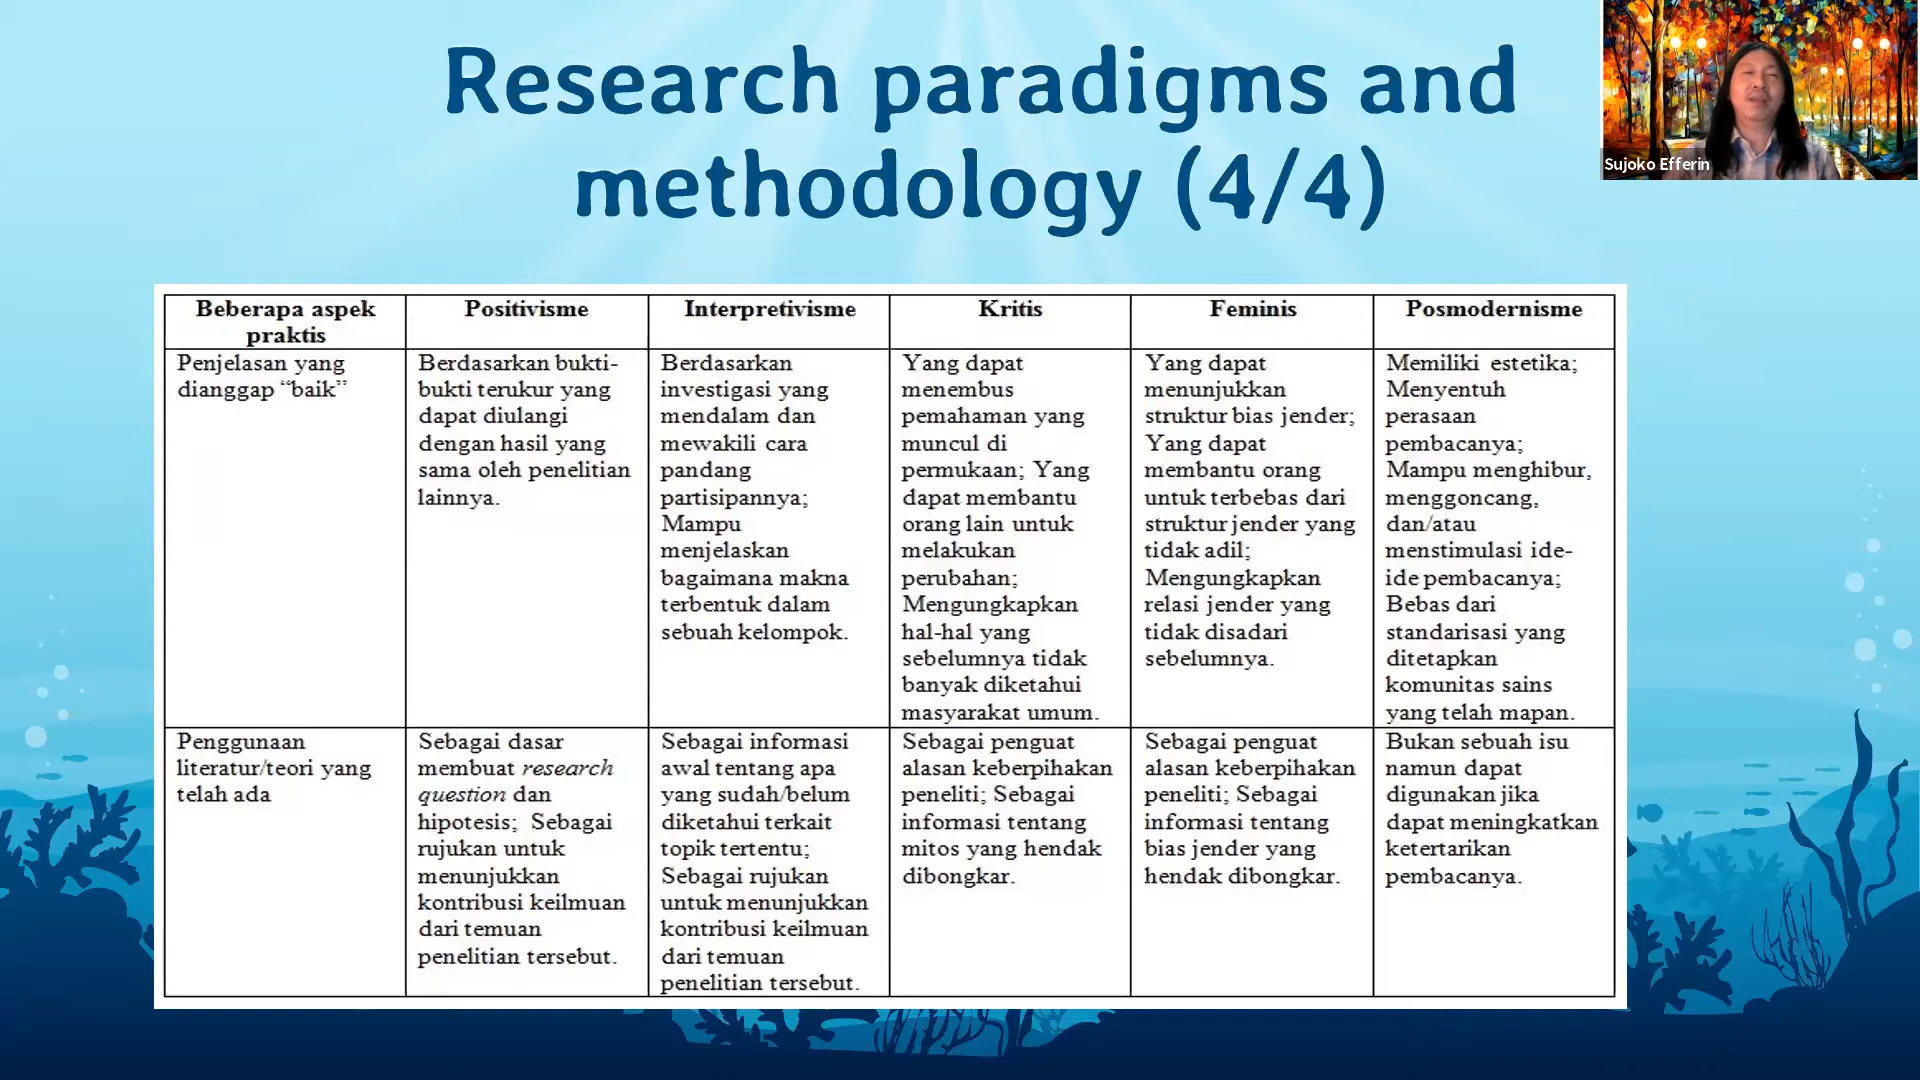 Research paradigms and
methodology (4/4)
Sujoko Efferin
Beberapa aspek
praktis
Positivisme
Interpretivisme
Kritis
Feminis
Posmodernisme
Penjelasan yang
dianggap “baik”
Berdasarkan bukti-
bukti terukur yang
dapat diulangi
dengan hasil yang
sama oleh penelitian
lainnya.
Berdasarkan
investigasi yang
mendalam dan
mewakili cara
pandang
partisipannya;
Mampu
menjelaskan
bagaimana makna
terbentuk dalam
sebuah kelompok.
Yang dapat
menembus
pemahaman yang
muncul di
permukaan; Yang
dapat membantu
orang lain untuk
melakukan
perubahan;
Mengungkapkan
hal-hal yang
sebelumnya tidak
banyak diketahui
masyarakat umum.
Yang dapat
menunjukkan
struktur bias jender;
Yang dapat
membantu orang
untuk terbebas dari
struktur jender yang
tidak adil;
Mengungkapkan
relasi jender yang
tidak disadari
sebelumnya.
Memiliki estetika;
Menyentuh
perasaan
pembacanya;
Mampu menghibur,
menggoncang,
dan/atau
menstimulasi ide-
ide pembacanya;
Bebas dari
standarisasi yang
ditetapkan
komunitas sains
yang telah mapan.
Penggunaan
literatur/teori yang
telah ada
Sebagai dasar
membuat research
question dan
hipotesis; Sebagai
rujukan untuk
menunjukkan
kontribusi keilmuan
dari temuan
penelitian tersebut.
Sebagai informasi
awal tentang apa
yang sudah/belum
diketahui terkait
topik tertentu;
Sebagai rujukan
untuk menunjukkan
kontribusi keilmuan
dari temuan
penelitian tersebut.
Sebagai penguat
alasan keberpihakan
peneliti; Sebagai
informasi tentang
mitos yang hendak
dibongkar.
Sebagai penguat
alasan keberpihakan
peneliti; Sebagai
informasi tentang
bias jender yang
hendak dibongkar.
Bukan sebuah isu
namun dapat
digunakan jika
dapat meningkatkan
ketertarikan
pembacanya.